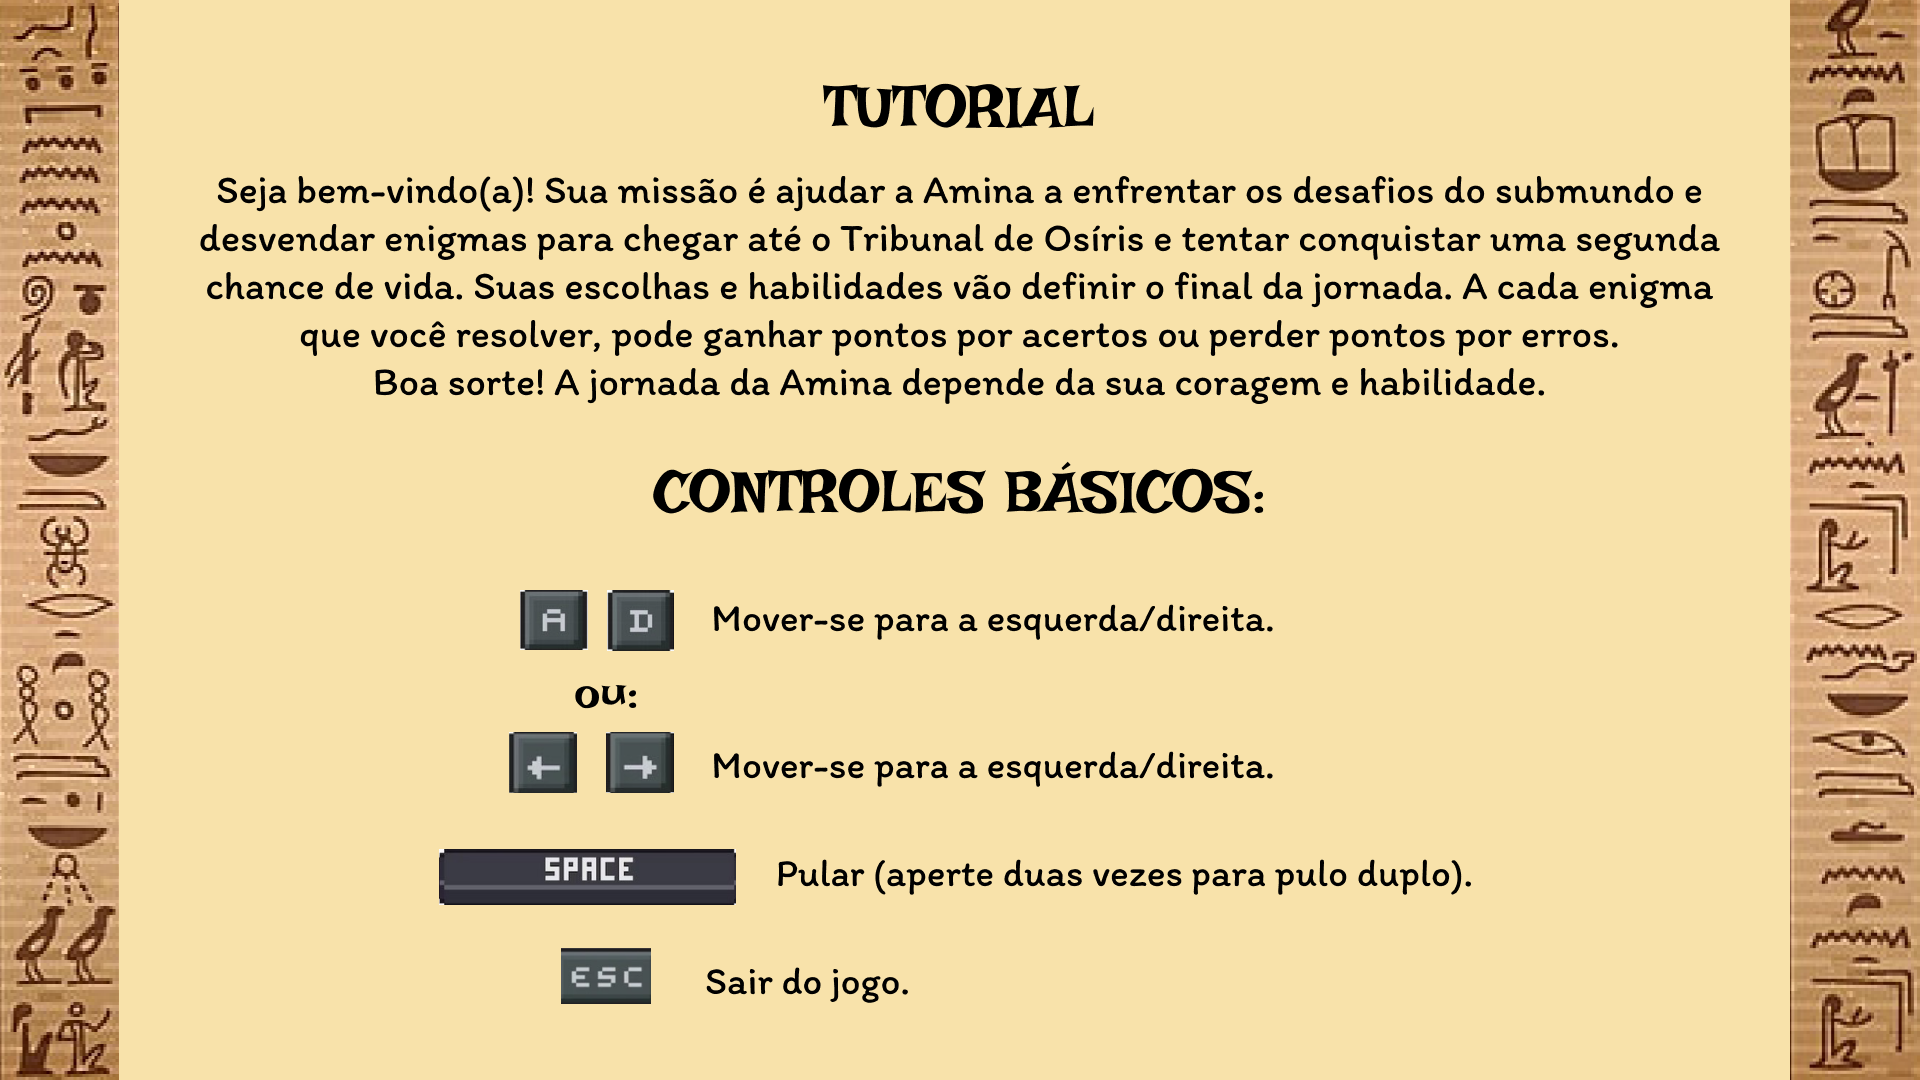 TUTORIAL
Seja bem-vindo(a)! Sua missão é ajudar a Amina a enfrentar os desafios do submundo e
desvendar enigmas para chegar até o Tribunal de Osíris e tentar conquistar uma segunda
chance de vida. Suas escolhas e habilidades vão definir o final da jornada. A cada enigma
que você resolver, pode ganhar pontos por acertos ou perder pontos por erros.
Boa sorte! A jornada da Amina depende da sua coragem e habilidade.
CONTROLES BÁSICOS:
A D Mover-se para a esquerda/direita.
ou:
← → Mover-se para a esquerda/direita.
SPACE Pular (aperte duas vezes para pulo duplo).
ESC Sair do jogo.